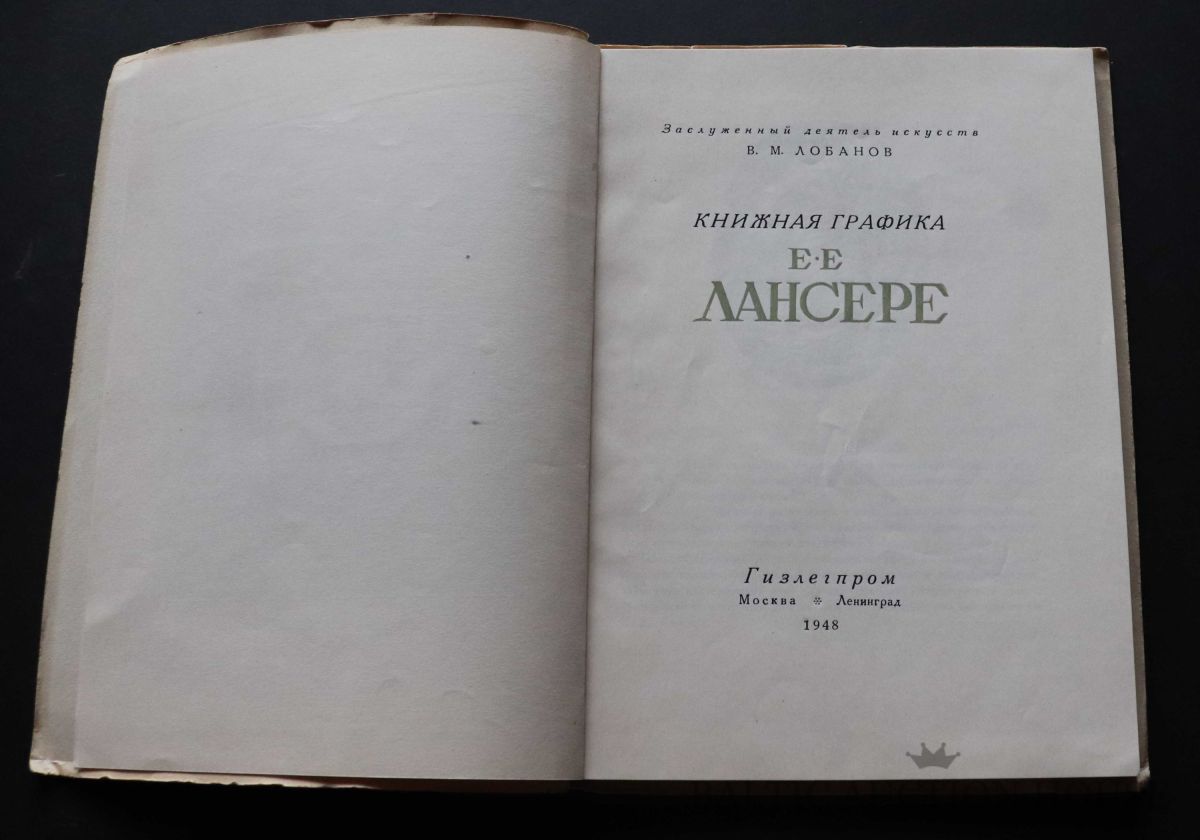 Заслуженный деятель искусств
В. М. ЛОБАНОВ
КНИЖНАЯ ГРАФИКА
Е·Е
ЛАНСЕРЕ
Гизлегпром
Москва ❊ Ленинград
1948